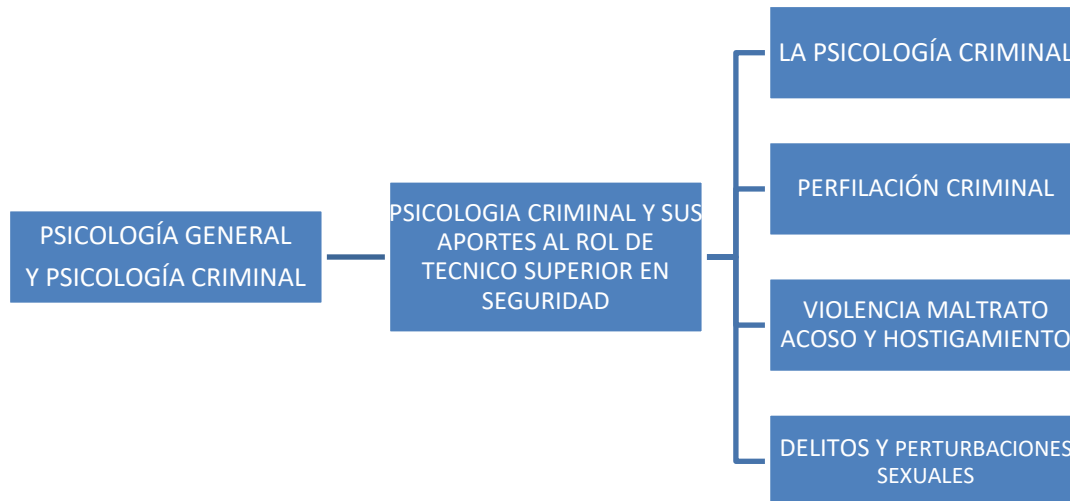 PSICOLOGÍA GENERAL
Y PSICOLOGÍA CRIMINAL
PSICOLOGIA CRIMINAL Y SUS
APORTES AL ROL DE
TECNICO SUPERIOR EN
SEGURIDAD
LA PSICOLOGÍA CRIMINAL
PERFILACIÓN CRIMINAL
VIOLENCIA MALTRATO
ACOSO Y HOSTIGAMIENTO
DELITOS Y PERTURBACIONES
SEXUALES